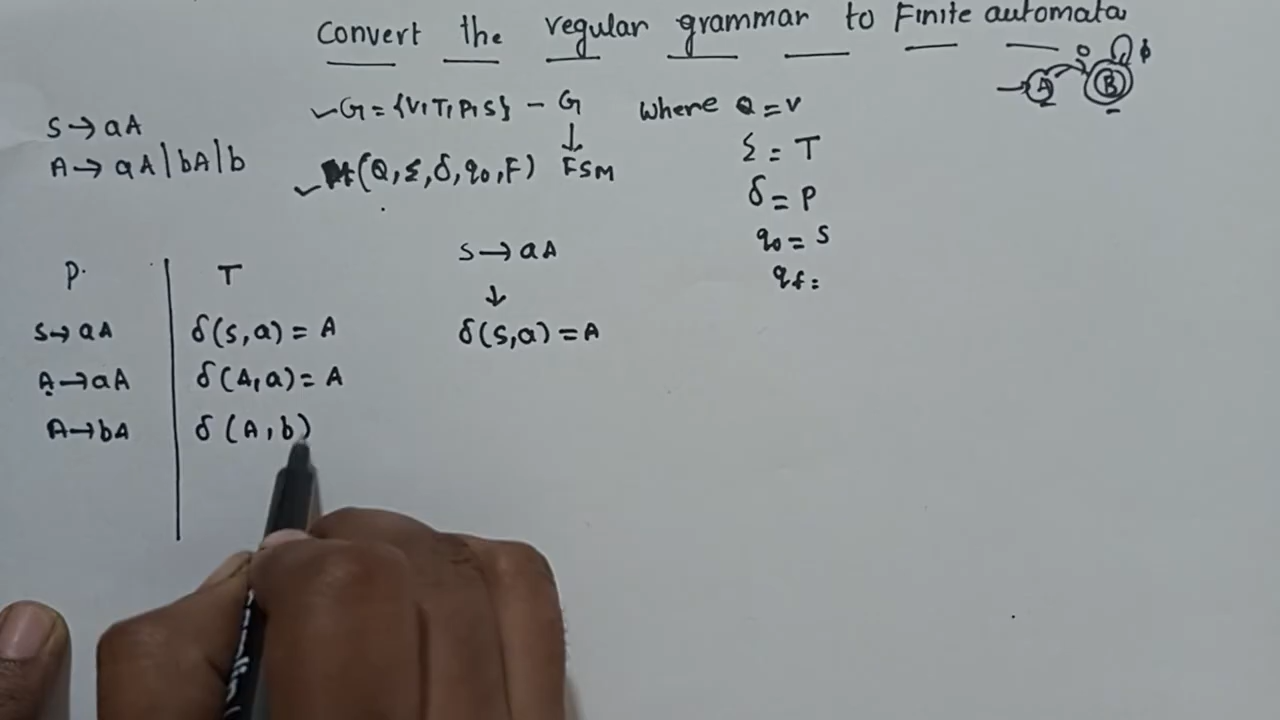 Convert the regular grammar to Finite automata
S → aA
A → aA | bA | b
✓ G = {V, T, P, S} - G
↓
✓ M (Q, Σ, δ, q0, F) FSM
Where Q = V
Σ = T
δ = P
q0 = S
qf =
A 0 B
P. T
S → aA δ(S, a) = A
A → aA δ(A, a) = A
A → bA δ(A, b)
S → aA
↓
δ(S, a) = A